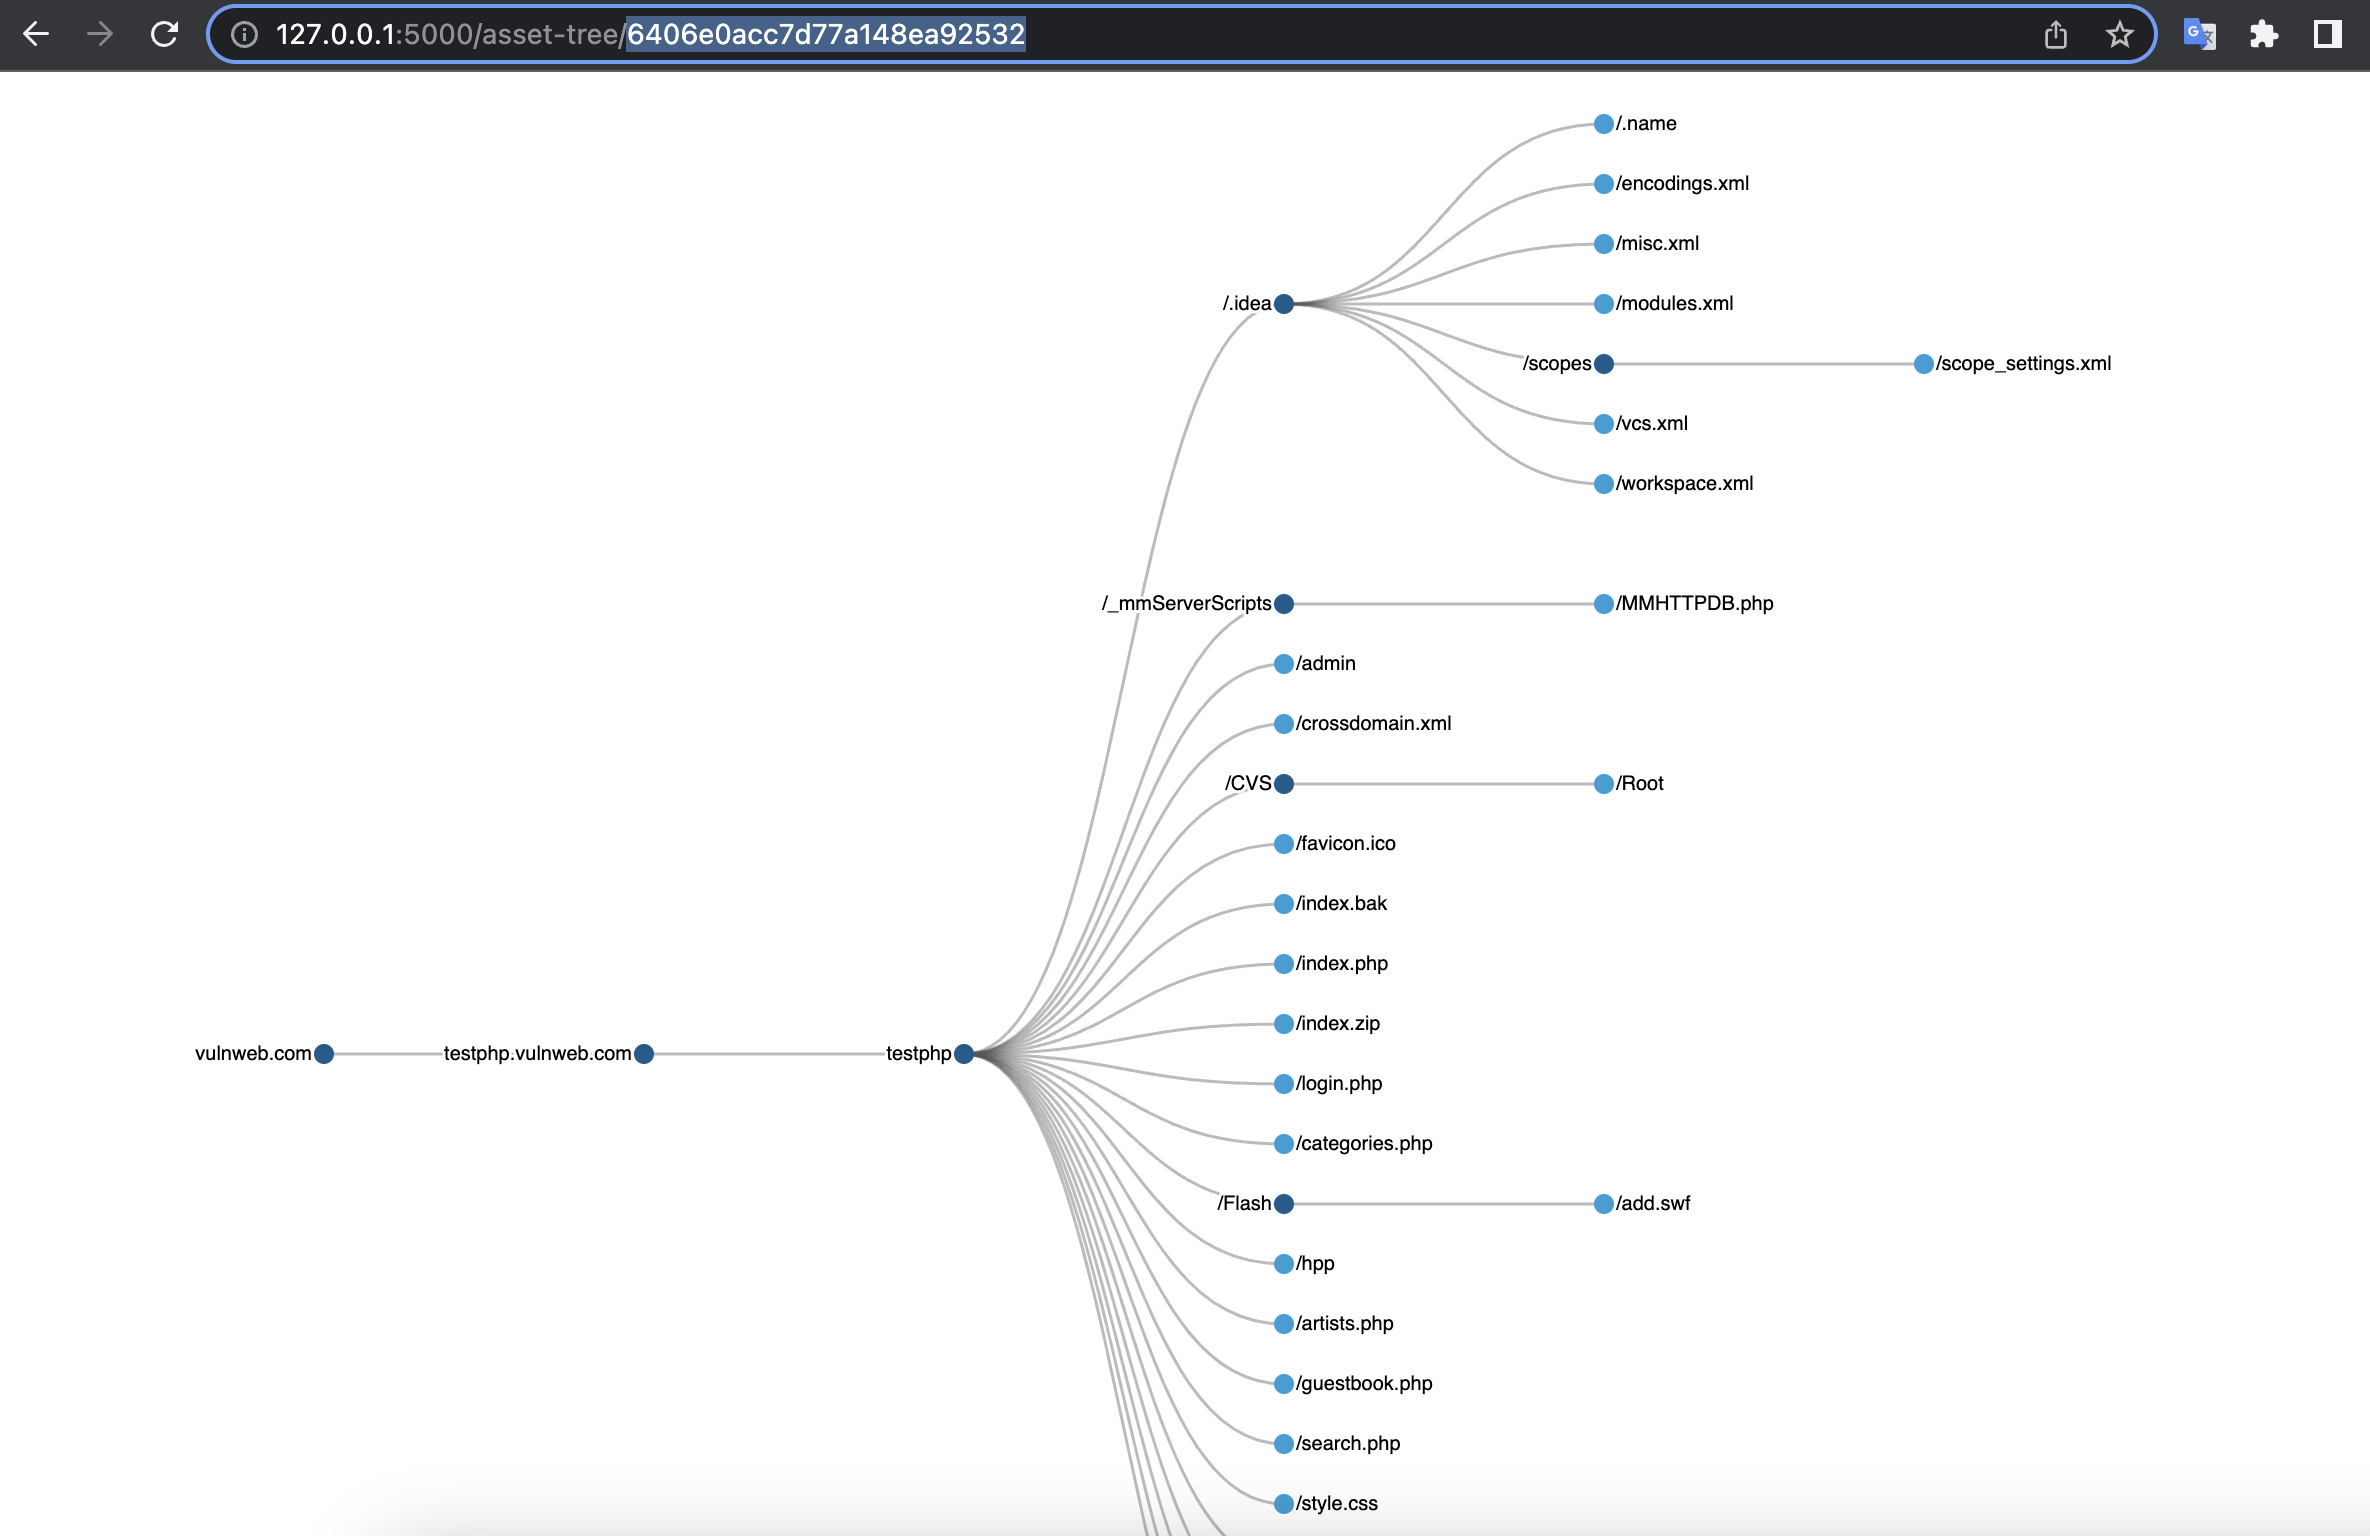 127.0.0.1:5000/asset-tree/6406e0acc7d77a148ea92532
/.name
/encodings.xml
/misc.xml
/.idea /modules.xml
/scopes /scope_settings.xml
/vcs.xml
/workspace.xml
/_mmServerScripts /MMHTTPDB.php
/admin
/crossdomain.xml
/CVS /Root
/favicon.ico
/index.bak
/index.php
/index.zip
vulnweb.com testphp.vulnweb.com testphp
/login.php
/categories.php
/Flash /add.swf
/hpp
/artists.php
/guestbook.php
/search.php
/style.css